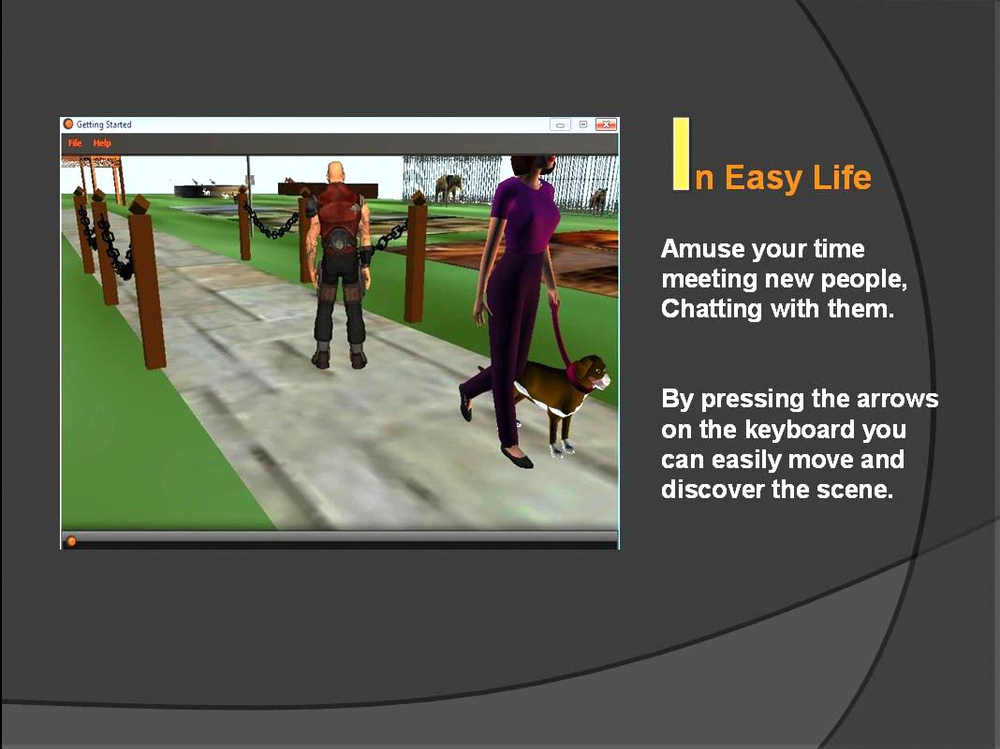 Getting Started
File Help
In Easy Life
Amuse your time
meeting new people,
Chatting with them.
By pressing the arrows
on the keyboard you
can easily move and
discover the scene.